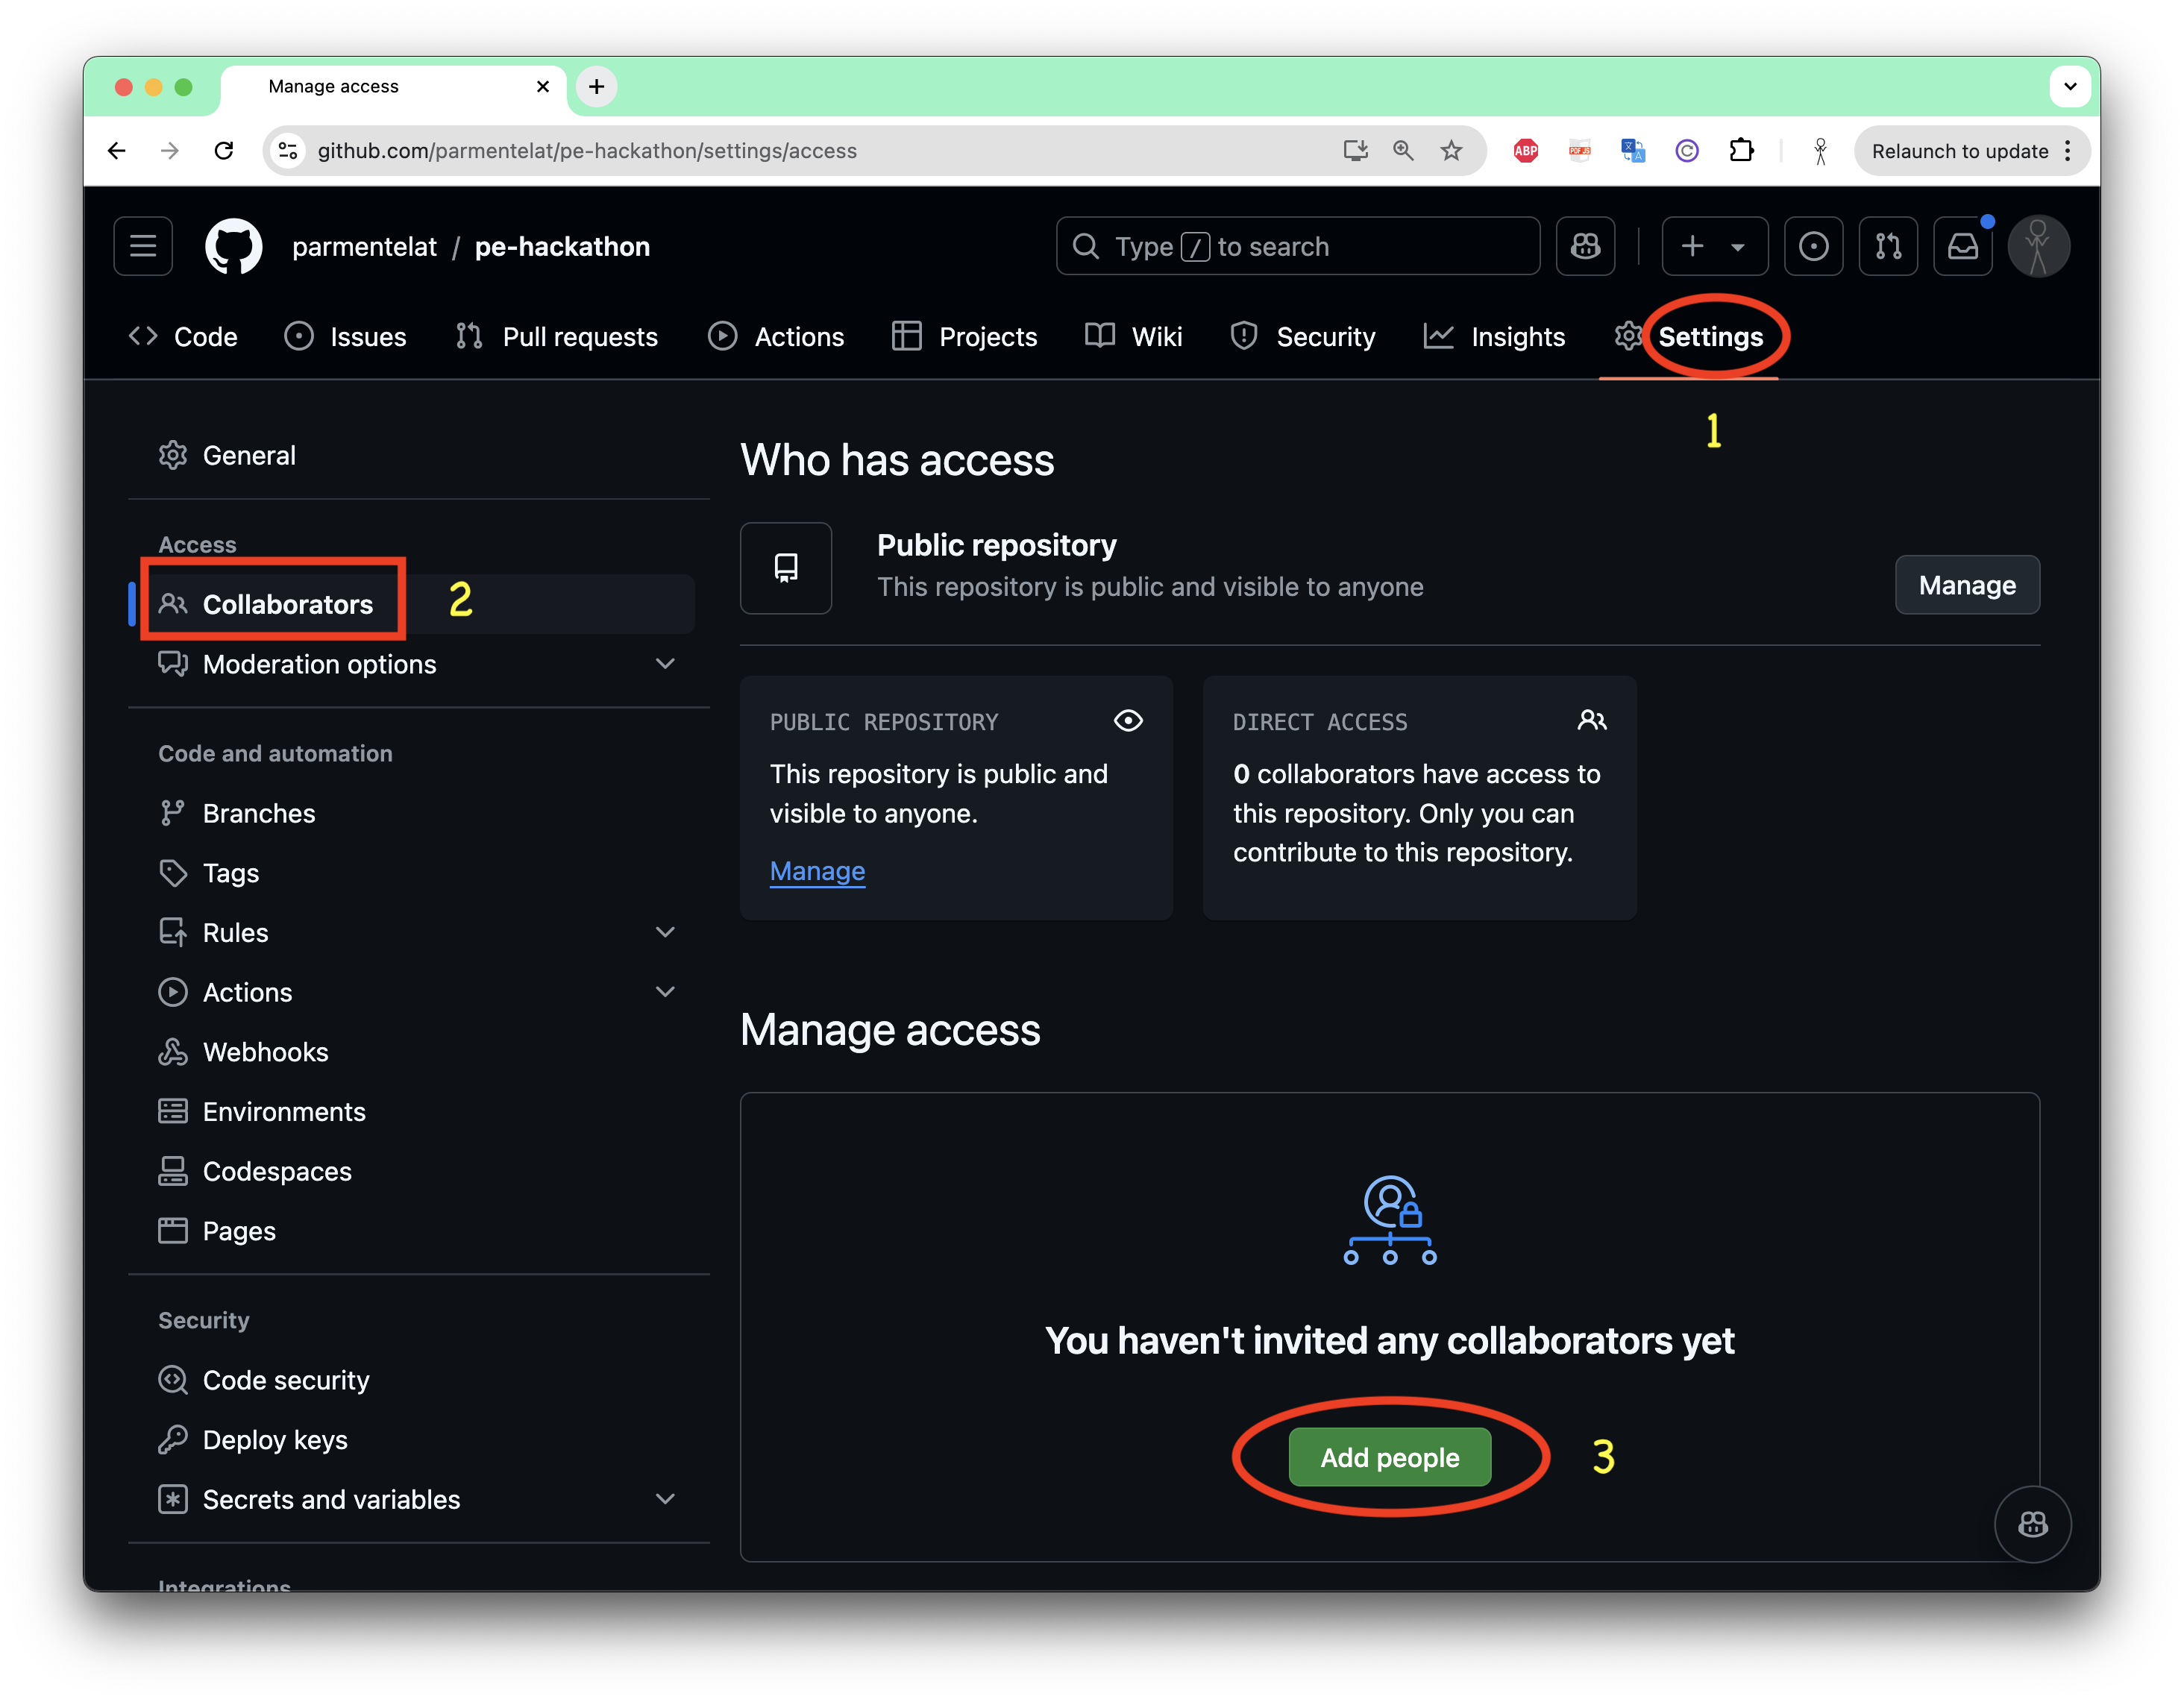 Manage access
github.com/parmentelat/pe-hackathon/settings/access
ABP
PDF JS
Relaunch to update
parmentelat / pe-hackathon
Type / to search
Code
Issues
Pull requests
Actions
Projects
Wiki
Security
Insights
Settings
1
General
Access
Collaborators
2
Moderation options
Code and automation
Branches
Tags
Rules
Actions
Webhooks
Environments
Codespaces
Pages
Security
Code security
Deploy keys
Secrets and variables
Integrations
Who has access
Public repository
This repository is public and visible to anyone
Manage
PUBLIC REPOSITORY
This repository is public and
visible to anyone.
Manage
DIRECT ACCESS
0 collaborators have access to
this repository. Only you can
contribute to this repository.
Manage access
You haven't invited any collaborators yet
Add people
3